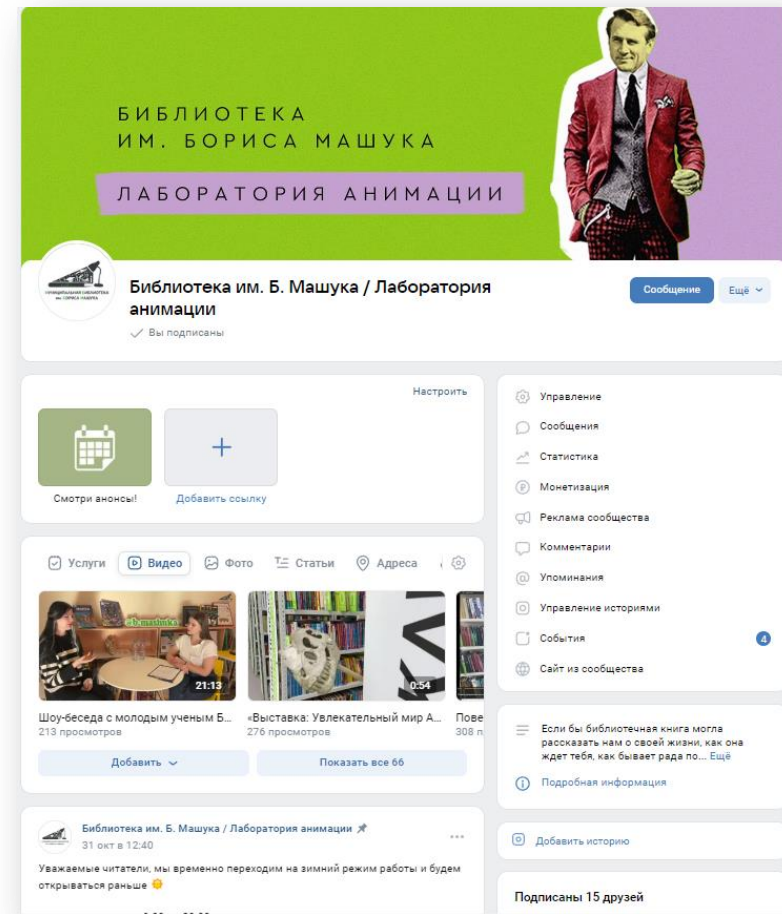 БИБЛИОТЕКА
ИМ. БОРИСА МАШУКА
ЛАБОРАТОРИЯ АНИМАЦИИ
Библиотека им. Б. Машука / Лаборатория
анимации
Вы подписаны
Сообщение
Ещё
Настроить
Смотри анонсы!
Добавить ссылку
Услуги
Видео
Фото
Статьи
Адреса
21:13
0:54
Шоу-беседа с молодым ученым Б...
213 просмотров
«Выставка: Увлекательный мир А...
276 просмотров
Пове
308 п
Добавить
Показать все 66
Библиотека им. Б. Машука / Лаборатория анимации
31 окт в 12:40
Уважаемые читатели, мы временно переходим на зимний режим работы и будем
открываться раньше
Управление
Сообщения
Статистика
Монетизация
Реклама сообщества
Комментарии
Упоминания
Управление историями
События
4
Сайт из сообщества
Если бы библиотечная книга могла
рассказать нам о своей жизни, как она
ждет тебя, как бывает рада по... Ещё
Подробная информация
Добавить историю
Подписаны 15 друзей